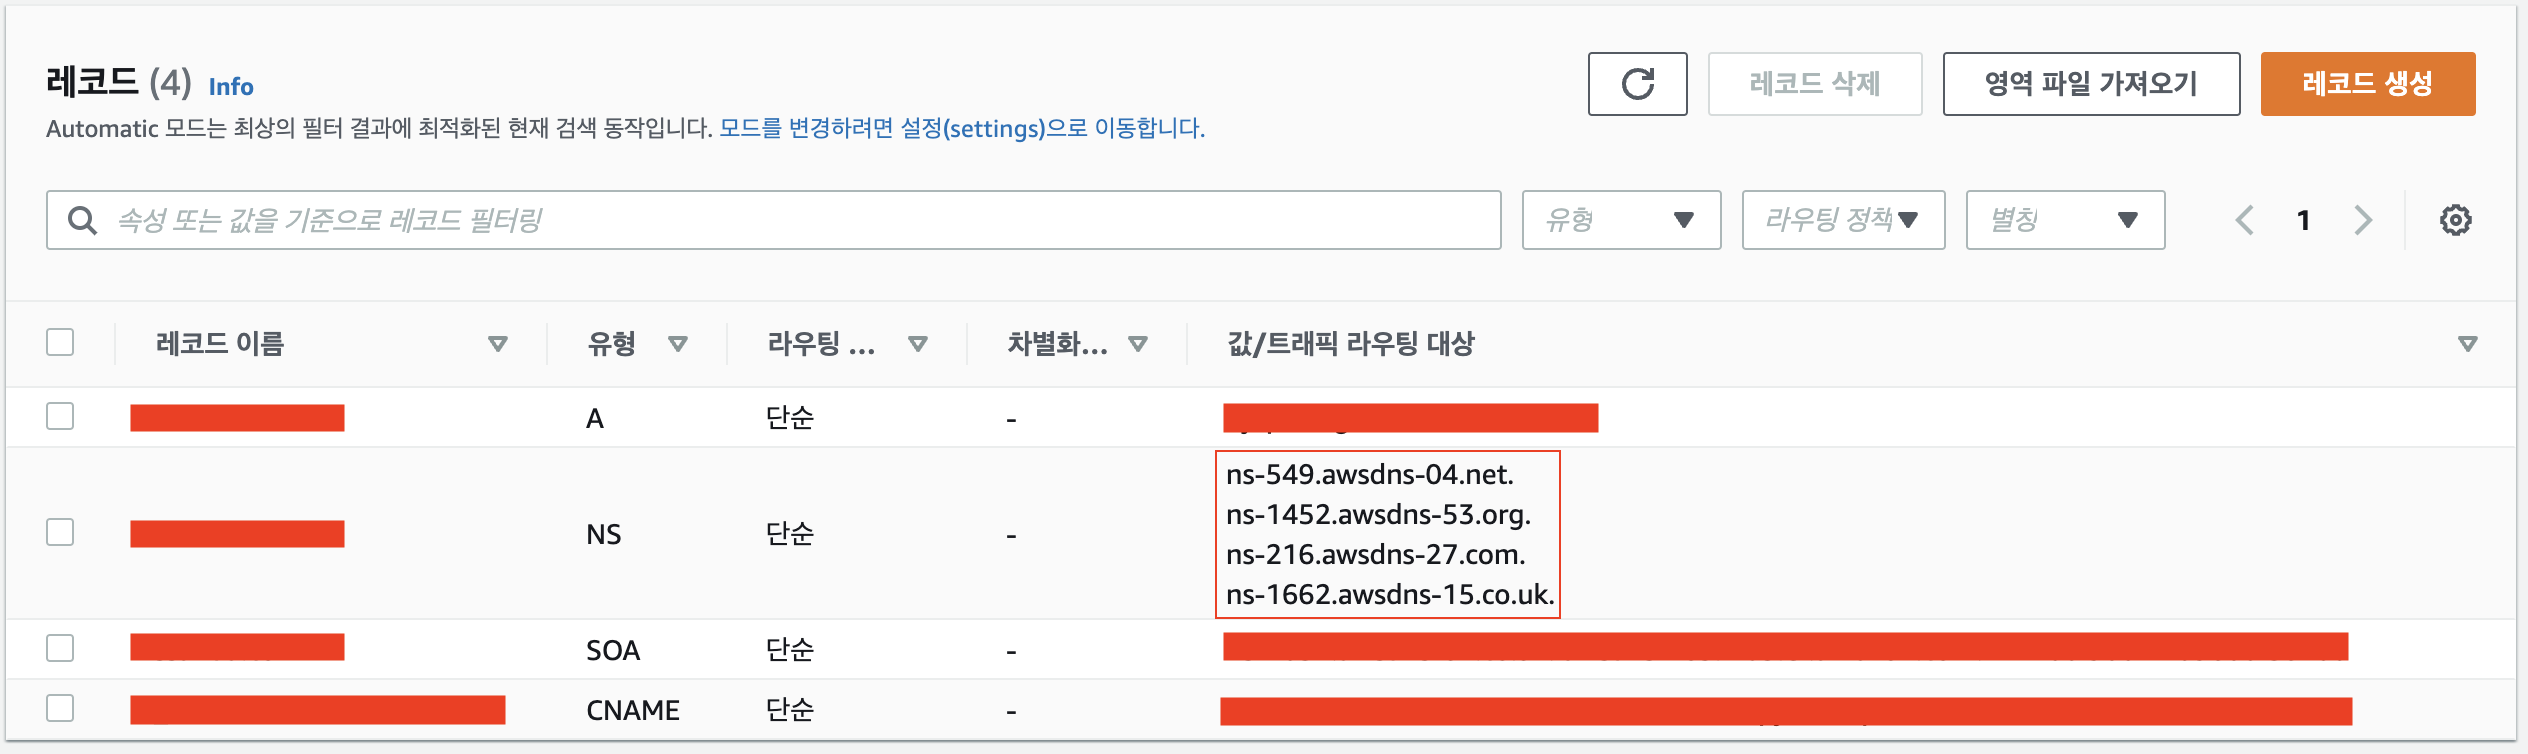 레코드 (4) Info
레코드 삭제
영역 파일 가져오기
레코드 생성
Automatic 모드는 최상의 필터 결과에 최적화된 현재 검색 동작입니다. 모드를 변경하려면 설정(settings)으로 이동합니다.
속성 또는 값을 기준으로 레코드 필터링
유형
라우팅 정책
별칭
1
레코드 이름 유형 라우팅 ... 차별화... 값/트래픽 라우팅 대상
A 단순 -
NS 단순 -
ns-549.awsdns-04.net.
ns-1452.awsdns-53.org.
ns-216.awsdns-27.com.
ns-1662.awsdns-15.co.uk.
SOA 단순 -
CNAME 단순 -